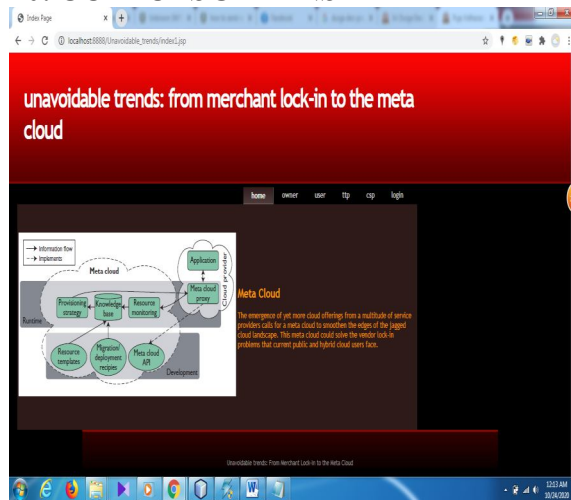 Index Page
localhost:8888/Unavoidable_trends/index1.jsp
unavoidable trends: from merchant lock-in to the meta
cloud
home owner user ttp csp login
Information flow
Implements
Meta cloud
Application
Cloud provider
Meta cloud
proxy
Provisioning
strategy
Knowledge
base
Resource
monitoring
Runtime
Resource
templates
Migration/
deployment
recipies
Meta cloud
API
Development
Meta Cloud
The emergence of yet more cloud offerings from a multitude of service
providers calls for a meta cloud to smoothen the edges of the jagged
cloud landscape. This meta cloud could solve the vendor lock-in
problems that current public and hybrid cloud users face.
Unavoidable trends: From Merchant Lock-In to the Meta Cloud
12:13 AM
10/24/2020